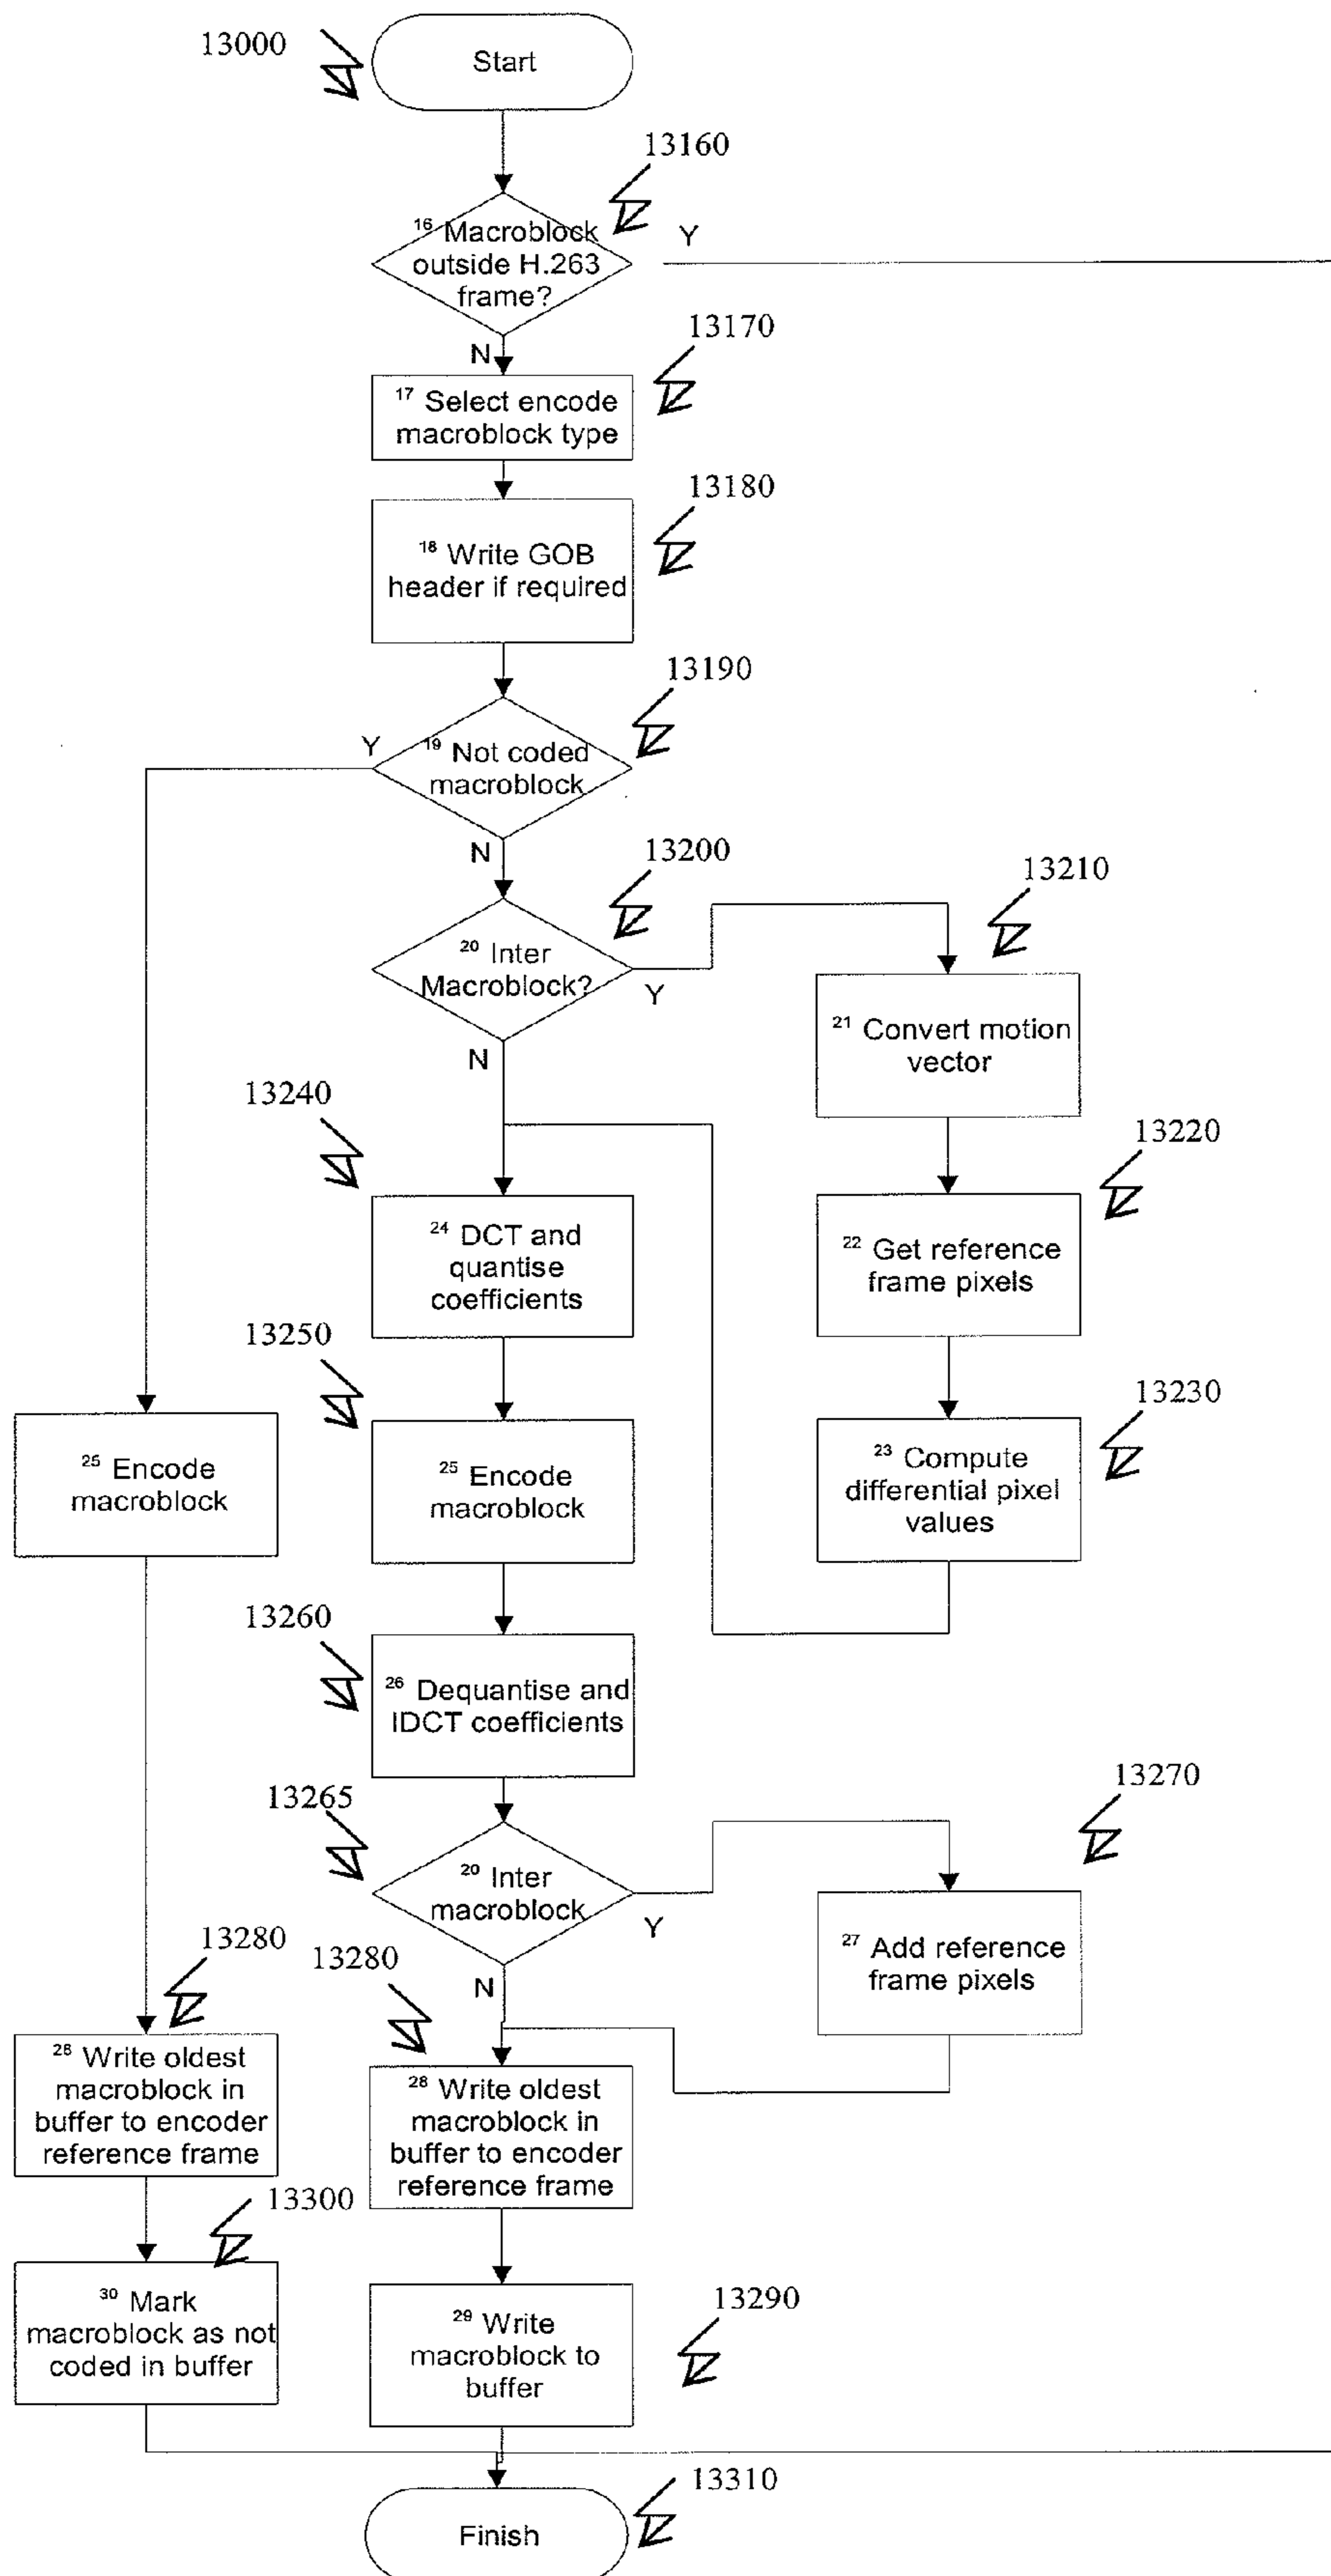 13000
Start
13160
16 Macroblock
outside H.263
frame?
Y
N
13170
17 Select encode
macroblock type
13180
18 Write GOB
header if required
13190
Y
19 Not coded
macroblock
N
13200
13210
20 Inter
Macroblock?
Y
21 Convert motion
vector
N
13240
13220
24 DCT and
quantise
coefficients
22 Get reference
frame pixels
13250
13230
25 Encode
macroblock
25 Encode
macroblock
23 Compute
differential pixel
values
13260
26 Dequantise and
IDCT coefficients
13265
13270
20 Inter
macroblock
Y
27 Add reference
frame pixels
13280
13280
N
28 Write oldest
macroblock in
buffer to encoder
reference frame
28 Write oldest
macroblock in
buffer to encoder
reference frame
13300
30 Mark
macroblock as not
coded in buffer
13290
29 Write
macroblock to
buffer
13310
Finish